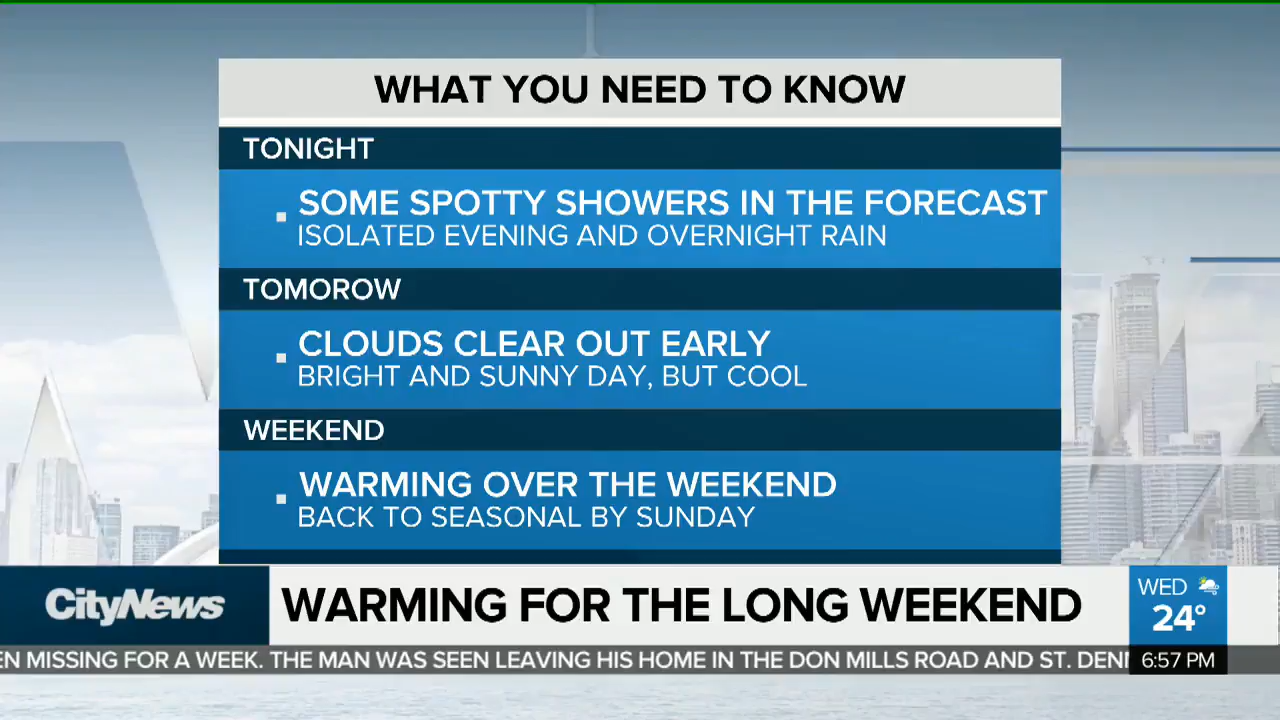 WHAT YOU NEED TO KNOW
TONIGHT
SOME SPOTTY SHOWERS IN THE FORECAST
ISOLATED EVENING AND OVERNIGHT RAIN
TOMOROW
CLOUDS CLEAR OUT EARLY
BRIGHT AND SUNNY DAY, BUT COOL
WEEKEND
WARMING OVER THE WEEKEND
BACK TO SEASONAL BY SUNDAY
CityNews
WARMING FOR THE LONG WEEKEND
WED
24°
EN MISSING FOR A WEEK. THE MAN WAS SEEN LEAVING HIS HOME IN THE DON MILLS ROAD AND ST. DENN
6:57 PM